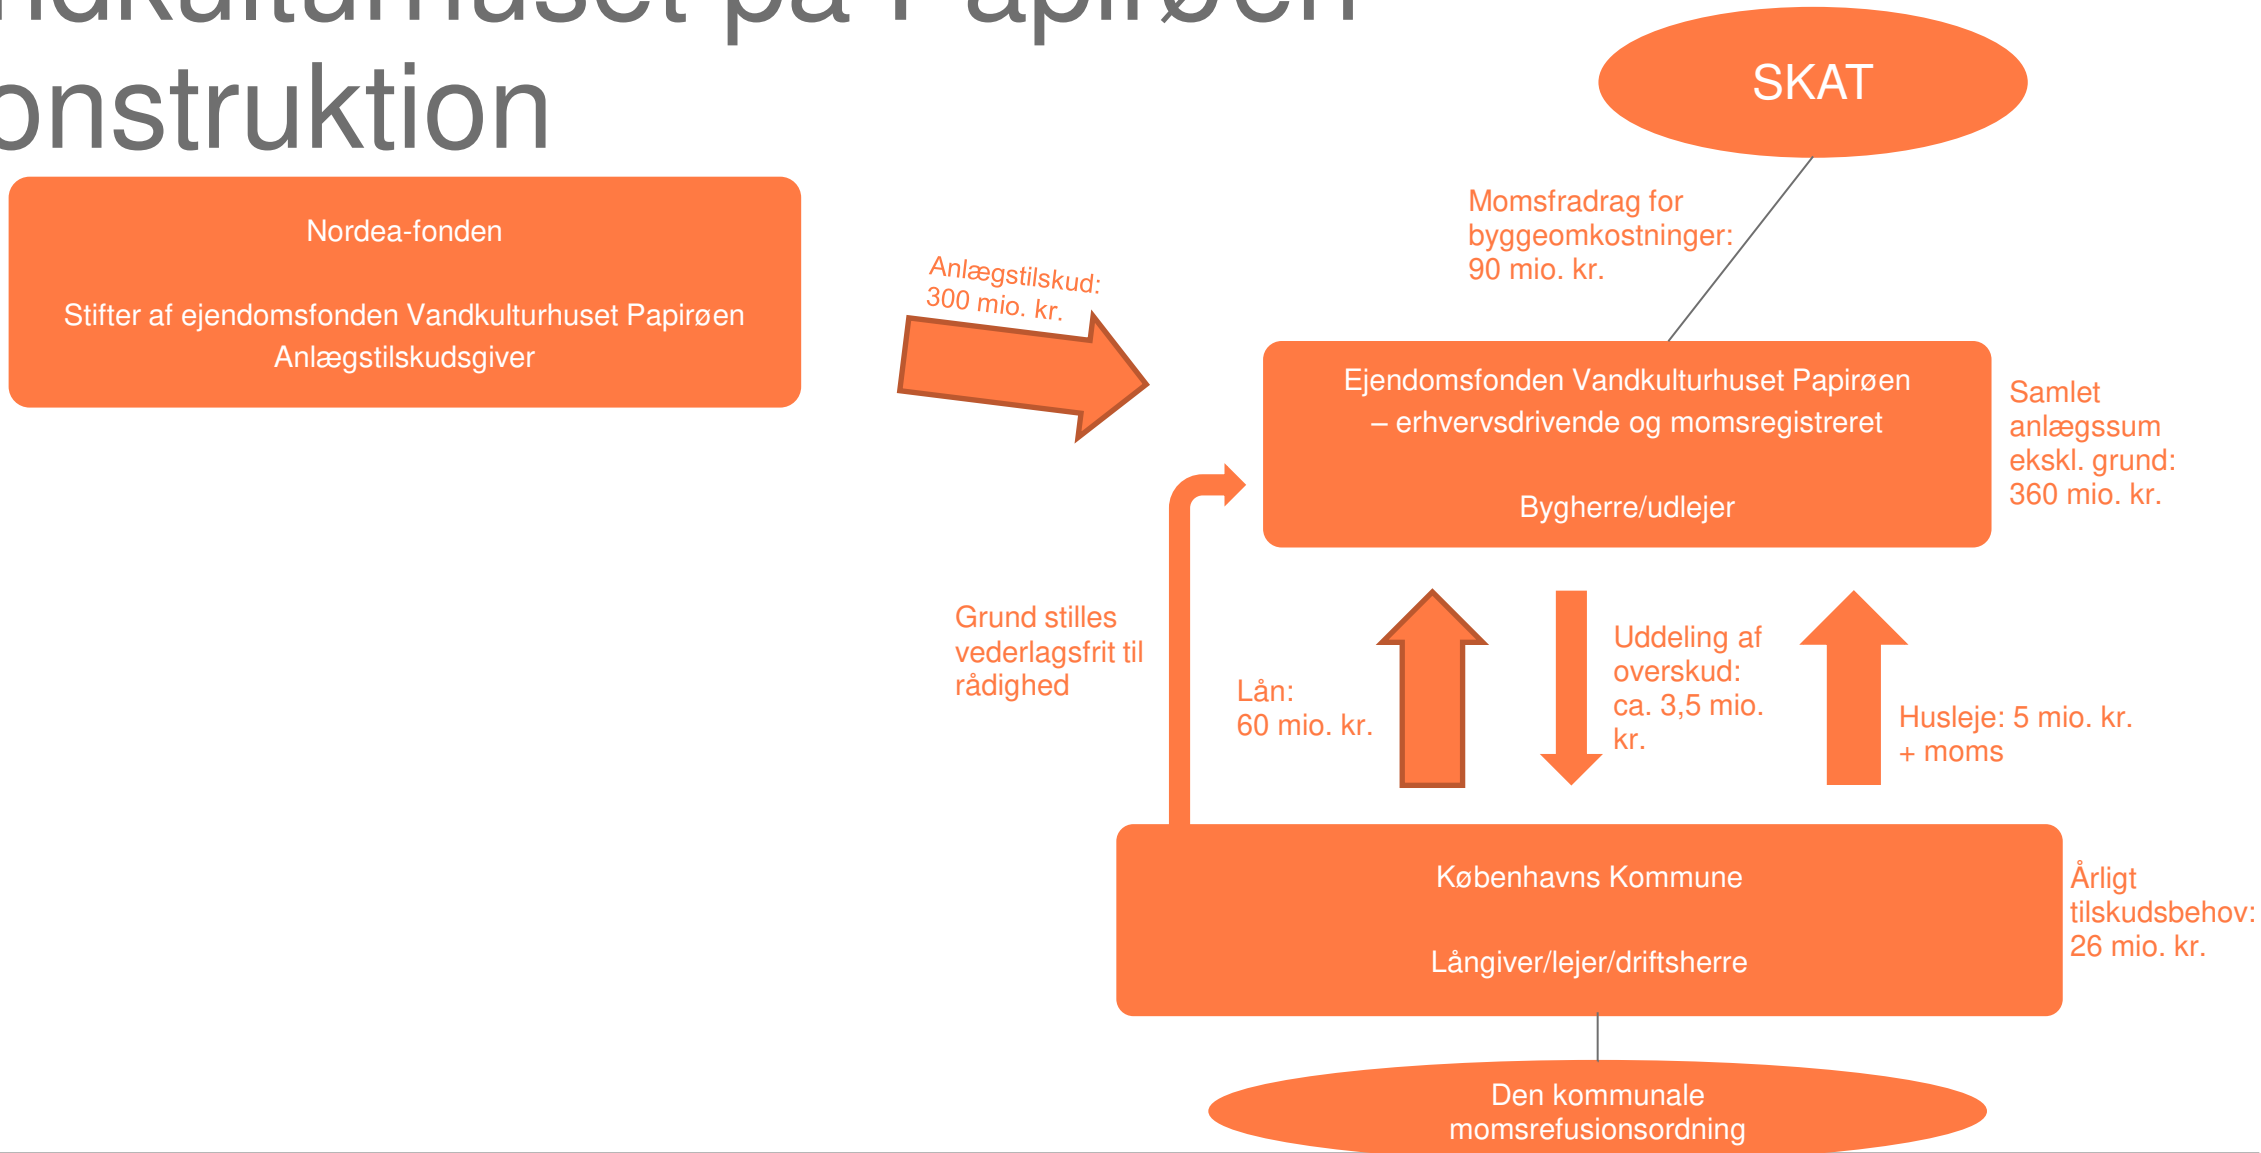 ndkulturhuset på Papirøen
onstruktion
SKAT
Nordea-fonden
Stifter af ejendomsfonden Vandkulturhuset Papirøen
Anlægstilskudsgiver
Anlægstilskud:
300 mio. kr.
Momsfradrag for
byggeomkostninger:
90 mio. kr.
Ejendomsfonden Vandkulturhuset Papirøen
– erhvervsdrivende og momsregistreret
Bygherre/udlejer
Samlet
anlægssum
ekskl. grund:
360 mio. kr.
Grund stilles
vederlagsfrit til
rådighed
Lån:
60 mio. kr.
Uddeling af
overskud:
ca. 3,5 mio.
kr.
Husleje: 5 mio. kr.
+ moms
Københavns Kommune
Långiver/lejer/driftsherre
Årligt
tilskudsbehov:
26 mio. kr.
Den kommunale
momsrefusionsordning